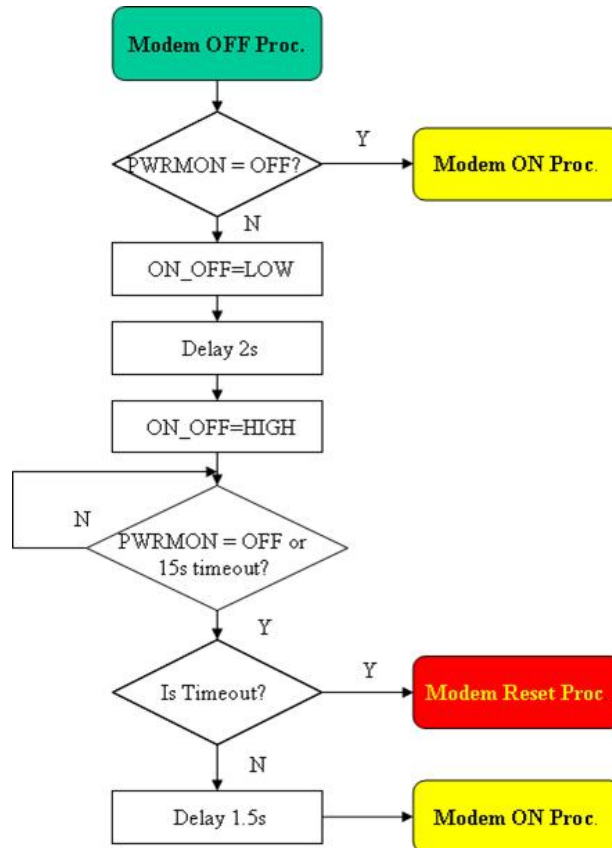 Modem OFF Proc.
Y
PWRMON = OFF?
Modem ON Proc.
N
ON_OFF=LOW
Delay 2s
ON_OFF=HIGH
N
PWRMON = OFF or
15s timeout?
Y
Y
Is Timeout?
Modem Reset Proc
N
Delay 1.5s
Modem ON Proc.